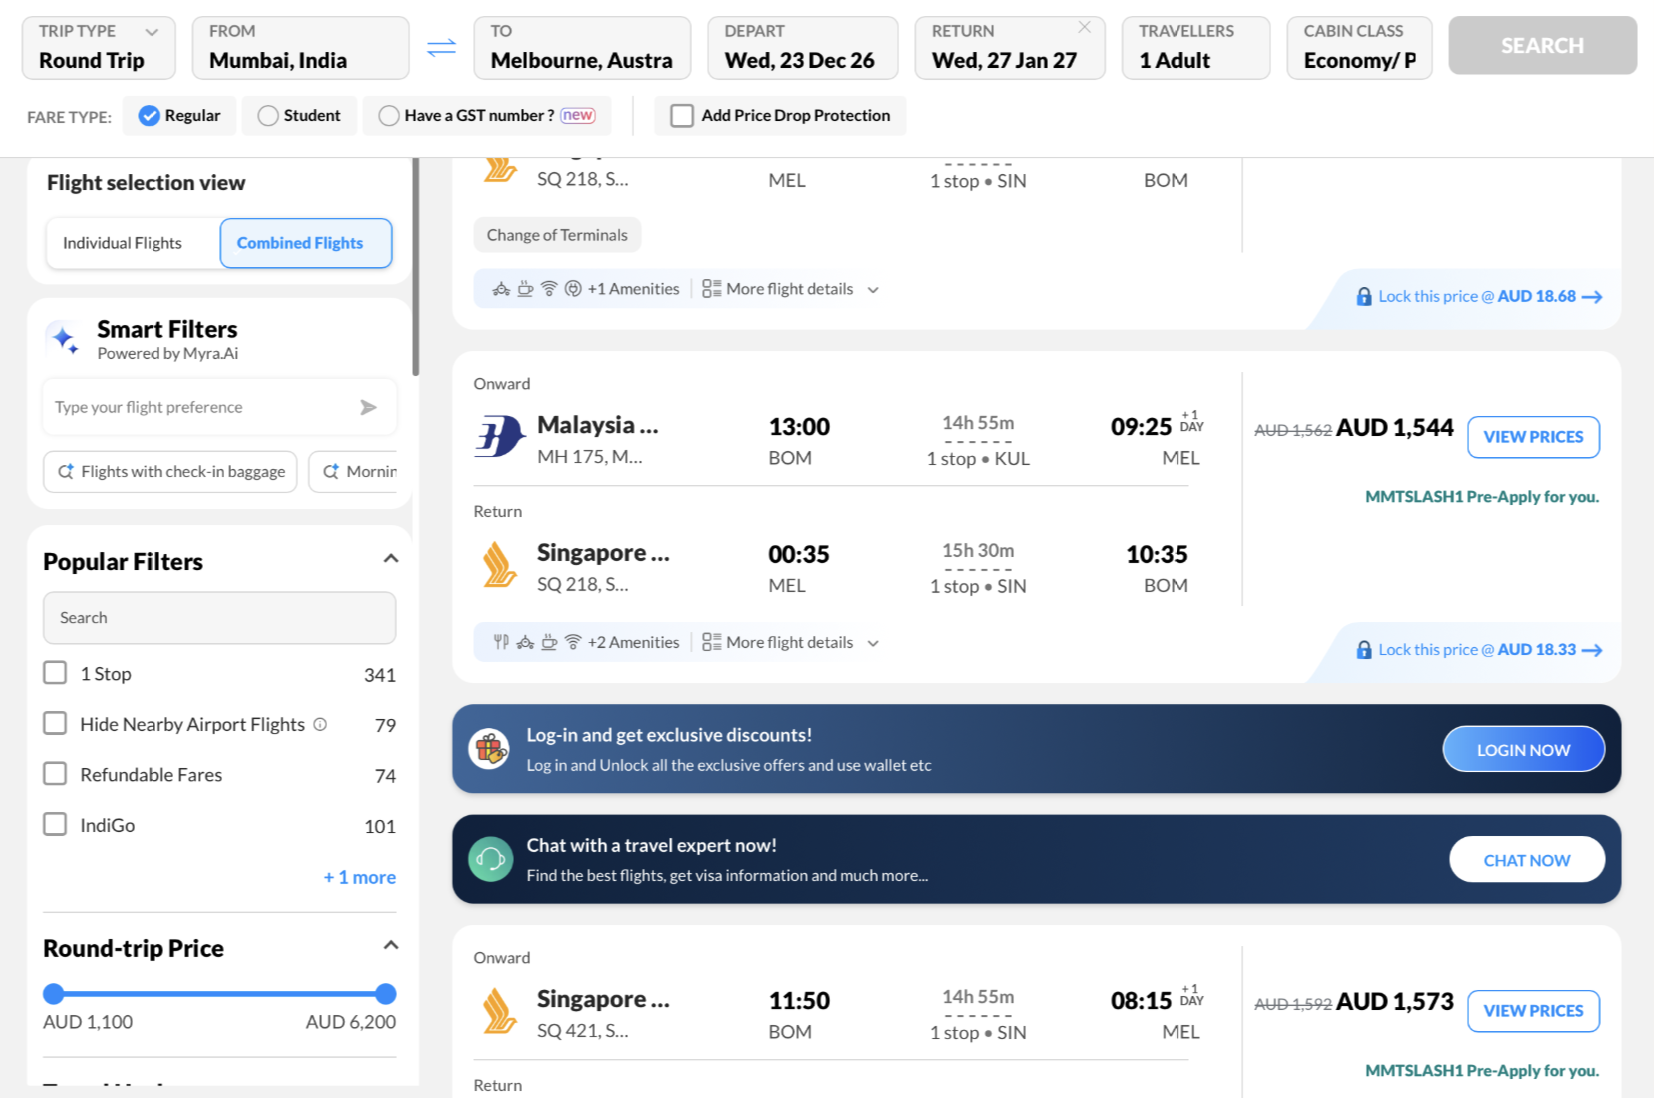 TRIP TYPE
Round Trip
FROM
Mumbai, India
TO
Melbourne, Austra
DEPART
Wed, 23 Dec 26
RETURN
Wed, 27 Jan 27
TRAVELLERS
1 Adult
CABIN CLASS
Economy/ P
SEARCH
FARE TYPE:
Regular
Student
Have a GST number ? new
Add Price Drop Protection
Flight selection view
Individual Flights
Combined Flights
Smart Filters
Powered by Myra.Ai
Type your flight preference
Flights with check-in baggage
Mornin
Popular Filters
Search
1 Stop 341
Hide Nearby Airport Flights 79
Refundable Fares 74
IndiGo 101
+ 1 more
Round-trip Price
AUD 1,100 AUD 6,200
SQ 218, S...
MEL
1 stop • SIN
BOM
Change of Terminals
+1 Amenities
More flight details
Lock this price @ AUD 18.68
Onward
Malaysia ...
MH 175, M...
13:00
BOM
14h 55m
1 stop • KUL
09:25 +1 DAY
MEL
AUD 1,562 AUD 1,544
VIEW PRICES
MMTSLASH1 Pre-Apply for you.
Return
Singapore ...
SQ 218, S...
00:35
MEL
15h 30m
1 stop • SIN
10:35
BOM
+2 Amenities
More flight details
Lock this price @ AUD 18.33
Log-in and get exclusive discounts!
Log in and Unlock all the exclusive offers and use wallet etc
LOGIN NOW
Chat with a travel expert now!
Find the best flights, get visa information and much more...
CHAT NOW
Onward
Singapore ...
SQ 421, S...
11:50
BOM
14h 55m
1 stop • SIN
08:15 +1 DAY
MEL
AUD 1,592 AUD 1,573
VIEW PRICES
MMTSLASH1 Pre-Apply for you.
Return